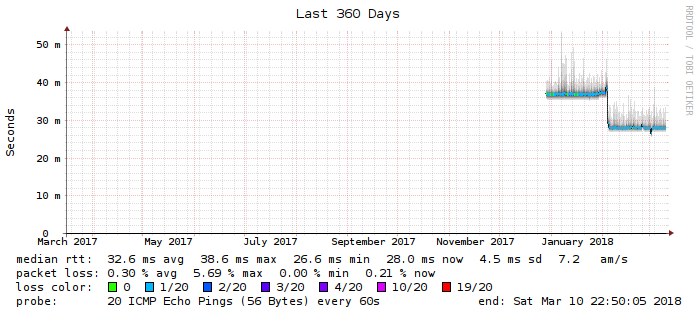 Last 360 Days
RRDTOOL / TOBI OETIKER
Seconds
50 m
40 m
30 m
20 m
10 m
0
March 2017 May 2017 July 2017 September 2017 November 2017 January 2018
median rtt: 32.6 ms avg 38.6 ms max 26.6 ms min 28.0 ms now 4.5 ms sd 7.2 am/s
packet loss: 0.30 % avg 5.69 % max 0.00 % min 0.21 % now
loss color: 0 1/20 2/20 3/20 4/20 10/20 19/20
probe: 20 ICMP Echo Pings (56 Bytes) every 60s end: Sat Mar 10 22:50:05 2018